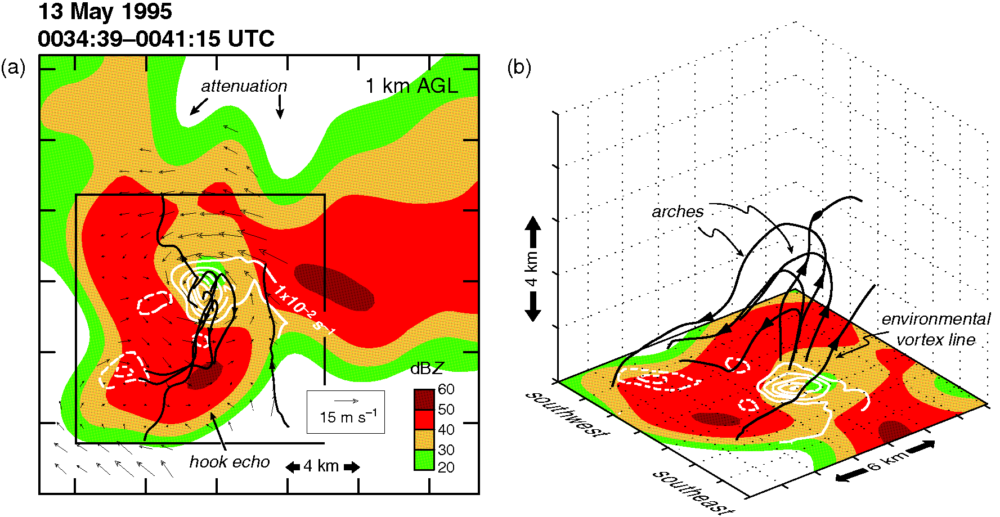 13 May 1995
0034:39–0041:15 UTC
(a)
attenuation
1 km AGL
1x10–2 s–1
dBZ
60
50
40
30
20
15 m s–1
hook echo
4 km
(b)
arches
4 km
environmental
vortex line
southwest
southeast
6 km